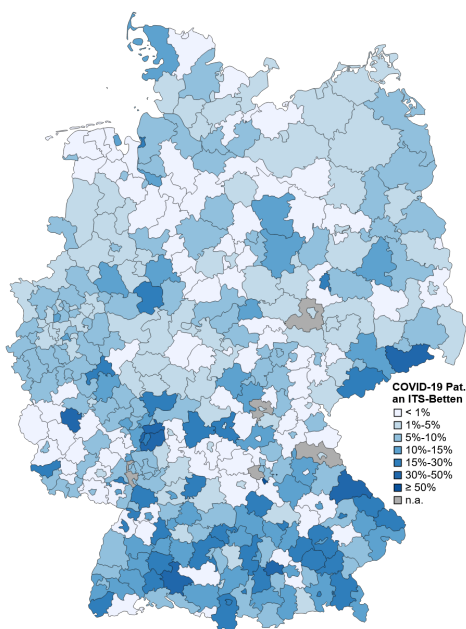 COVID-19 Pat.
an ITS-Betten
< 1%
1%-5%
5%-10%
10%-15%
15%-30%
30%-50%
≥ 50%
n.a.